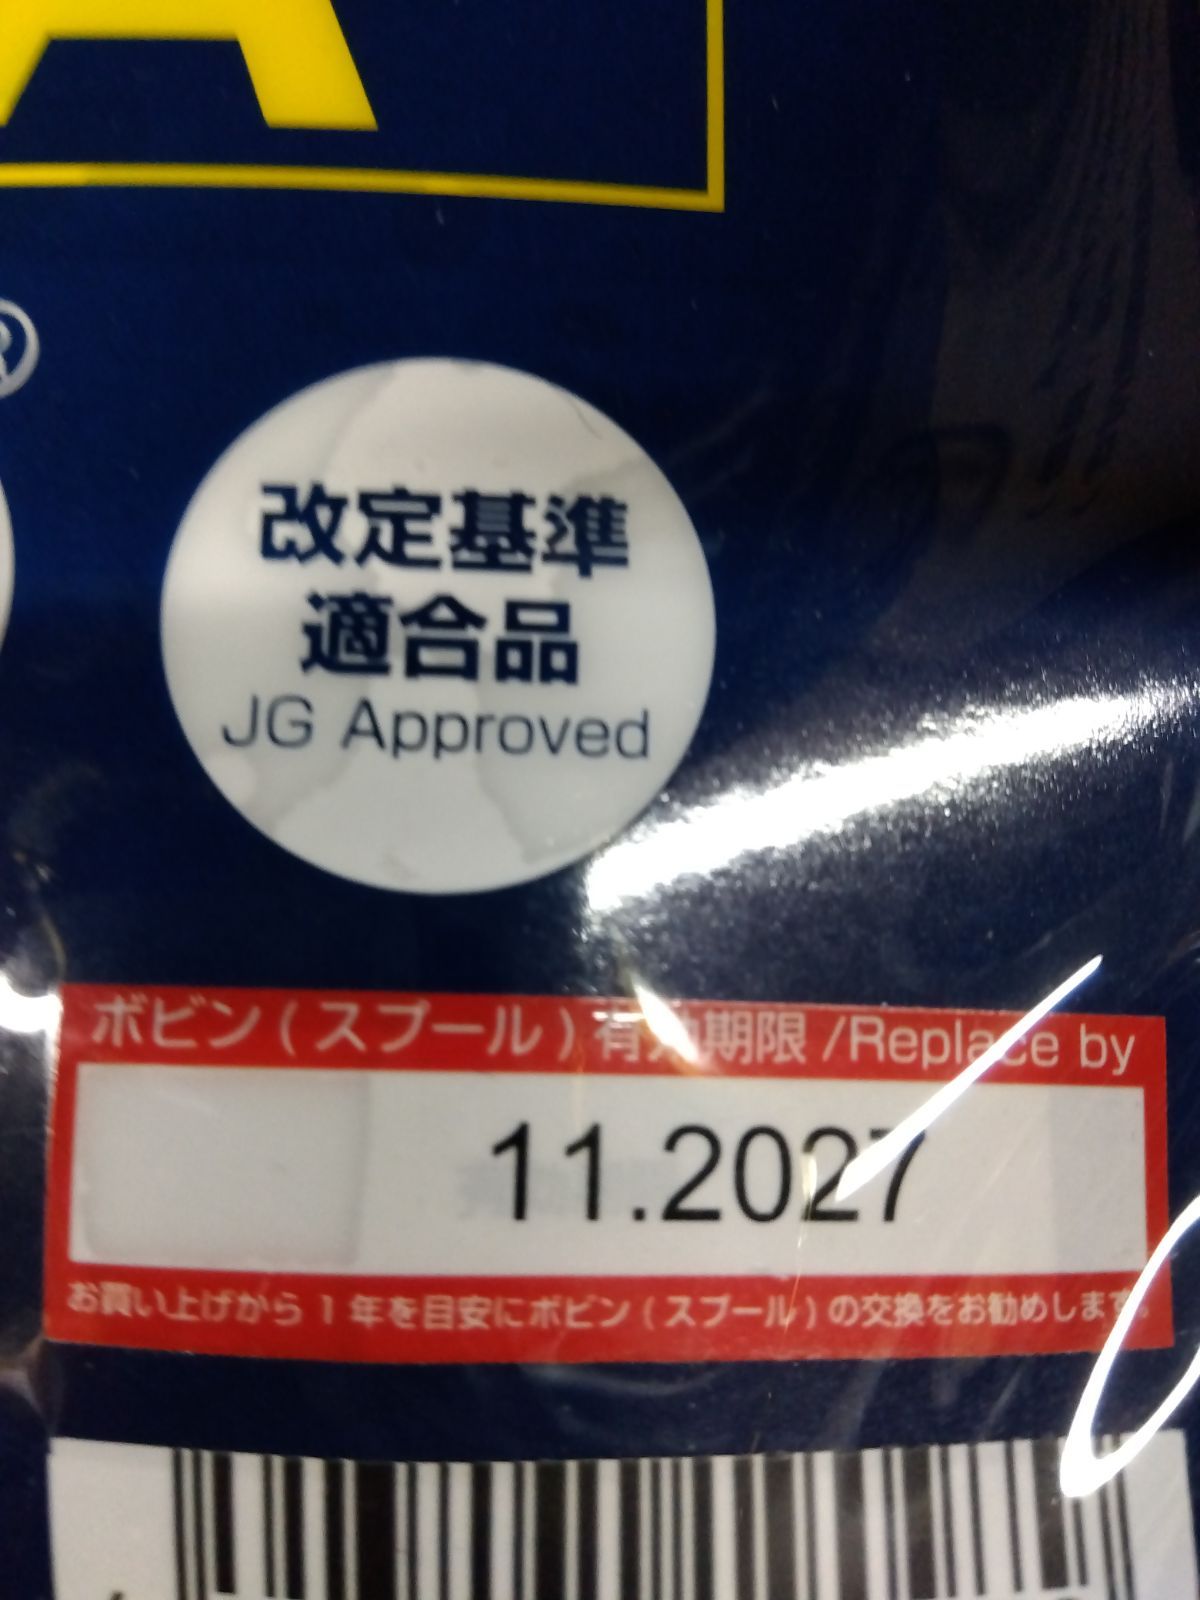 A
®
改定基準
適合品
JG Approved
ボビン(スプール)有効期限/Replace by
11.2027
お買い上げから1年を目安にボビン(スプール)の交換をお勧めします。